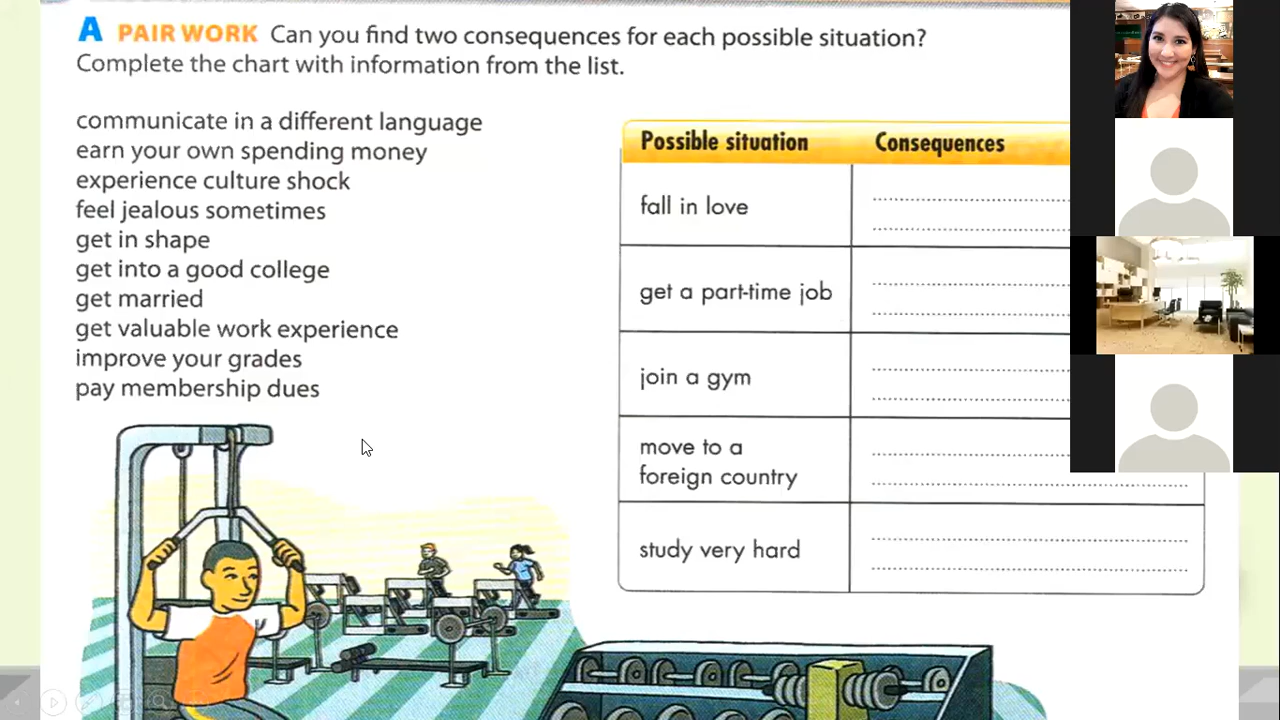 A PAIR WORK Can you find two consequences for each possible situation?
Complete the chart with information from the list.
communicate in a different language
earn your own spending money
experience culture shock
feel jealous sometimes
get in shape
get into a good college
get married
get valuable work experience
improve your grades
pay membership dues
Possible situation Consequences
fall in love
get a part-time job
join a gym
move to a
foreign country
study very hard